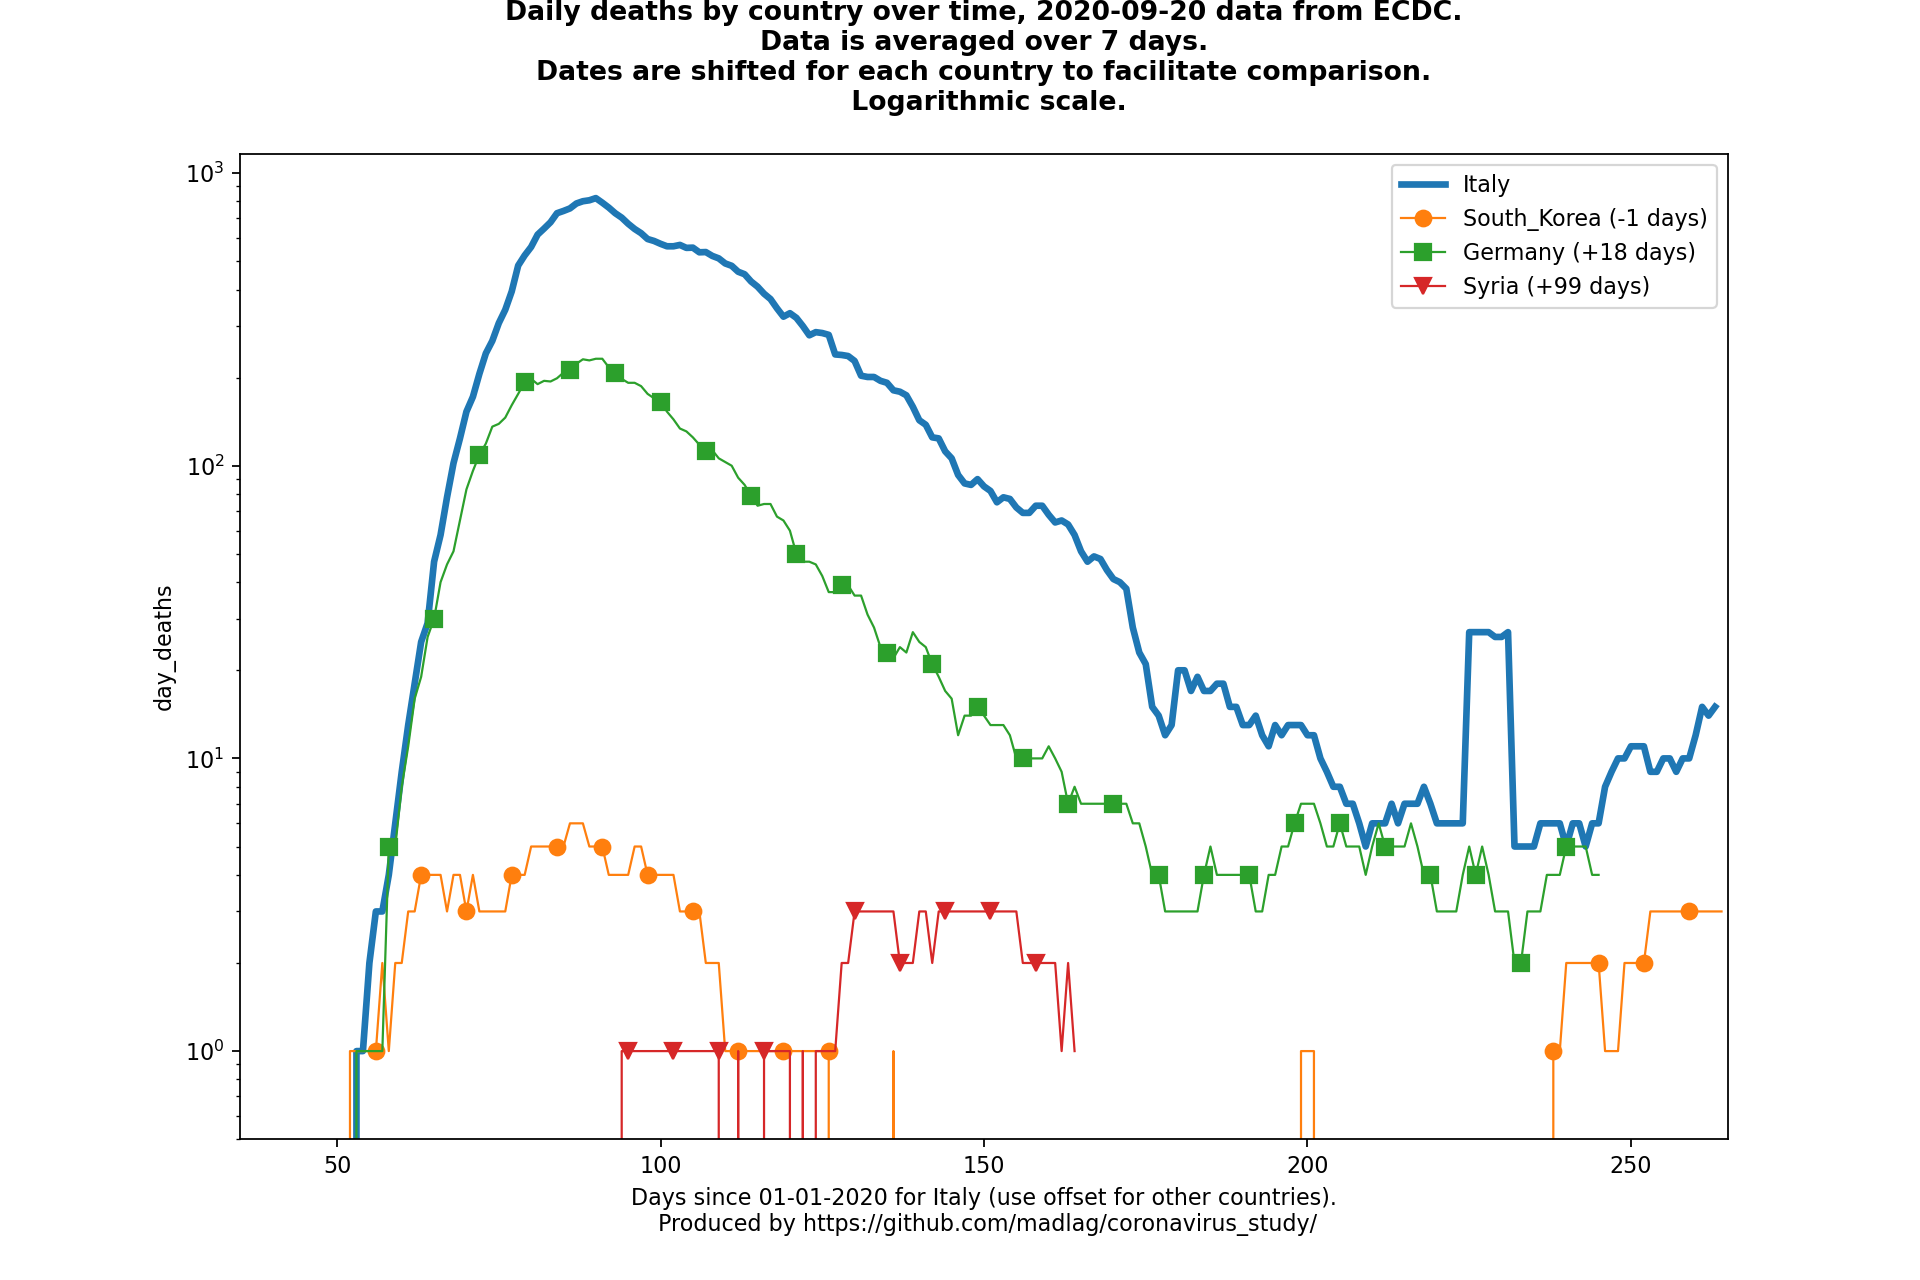 Daily deaths by country over time, 2020-09-20 data from ECDC.
Data is averaged over 7 days.
Dates are shifted for each country to facilitate comparison.
Logarithmic scale.
10³
10²
10¹
10⁰
day_deaths
Italy
South_Korea (-1 days)
Germany (+18 days)
Syria (+99 days)
50 100 150 200 250
Days since 01-01-2020 for Italy (use offset for other countries).
Produced by https://github.com/madlag/coronavirus_study/